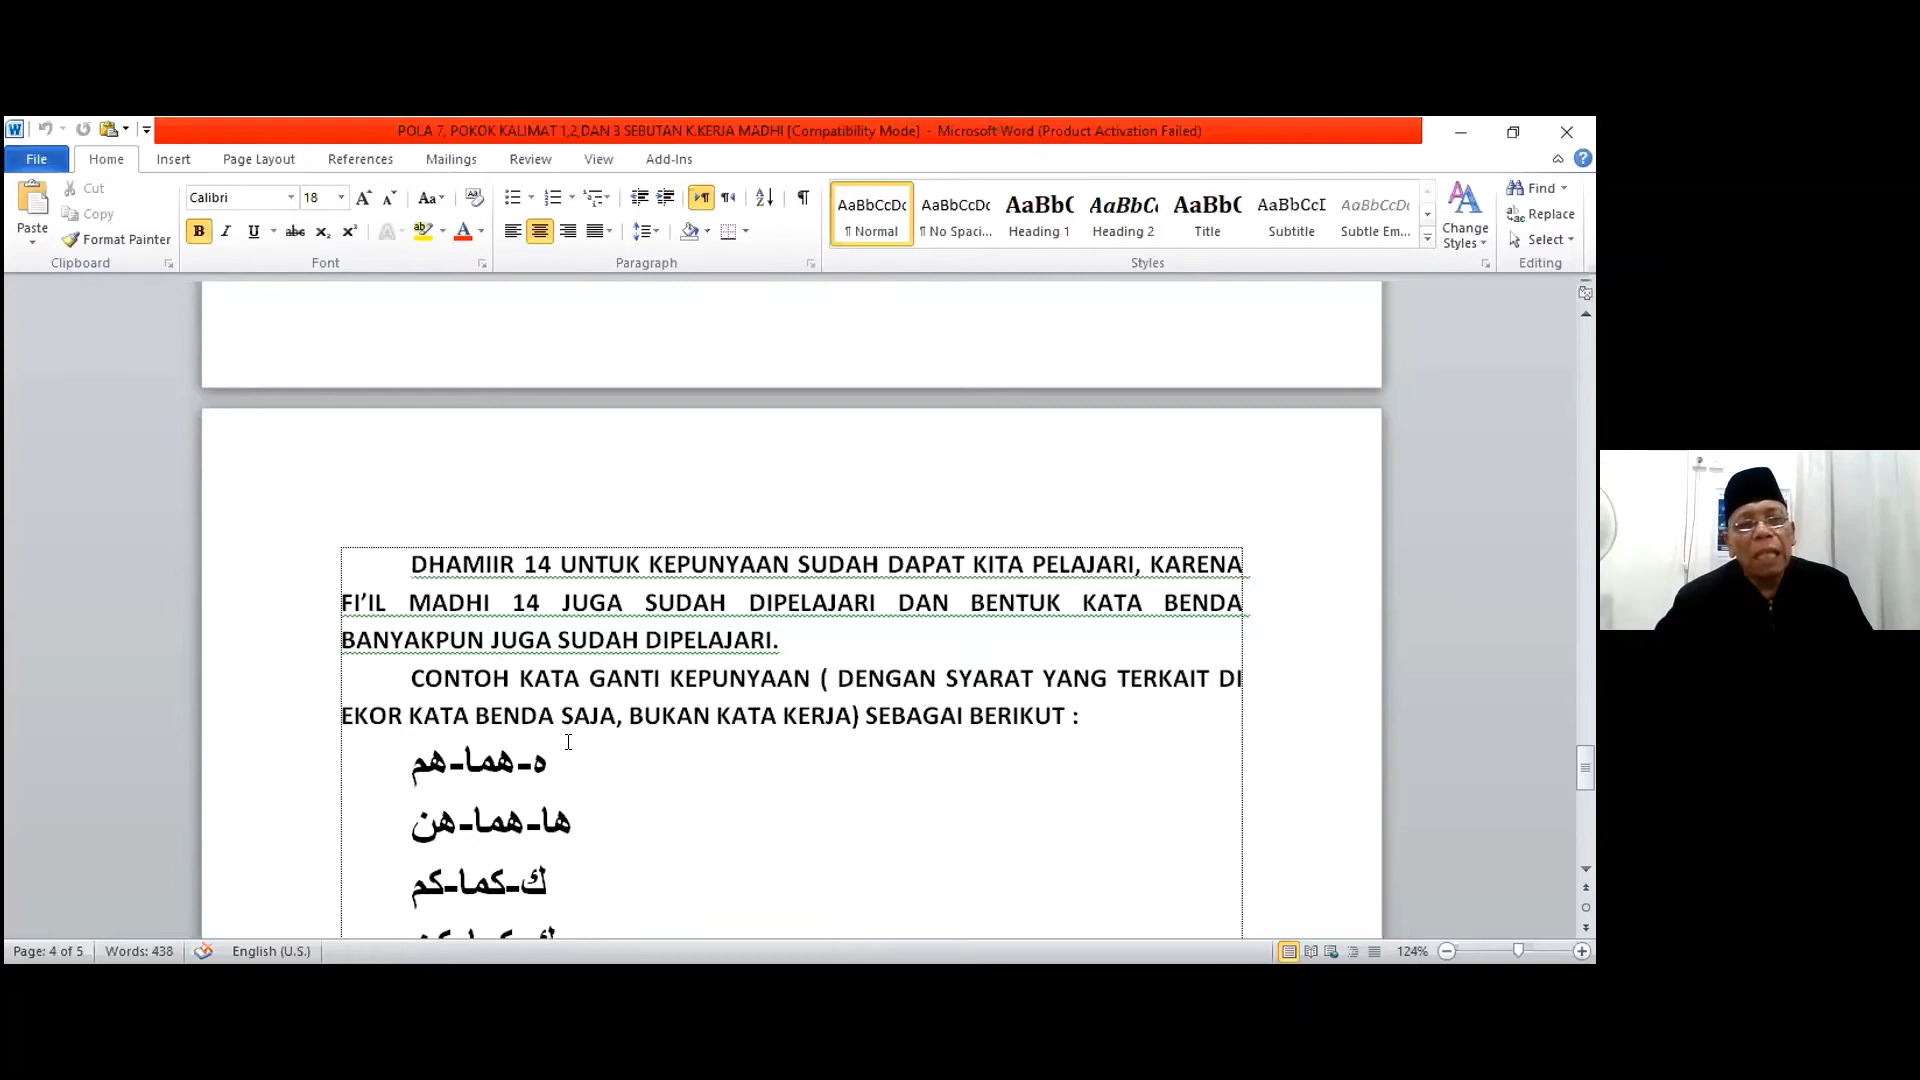 POLA 7, POKOK KALIMAT 1,2,DAN 3 SEBUTAN K.KERJA MADHI [Compatibility Mode] - Microsoft Word (Product Activation Failed)
File Home Insert Page Layout References Mailings Review View Add-Ins
Paste
Cut
Copy
Format Painter
Clipboard
Calibri 18
Font
Paragraph
AaBbCcDc AaBbCcDc AaBbC AaBbC AaBbC AaBbCcI AaBbCcDc
¶ Normal ¶ No Spaci... Heading 1 Heading 2 Title Subtitle Subtle Em...
Styles
Change Styles
Find
Replace
Select
Editing
DHAMIIR 14 UNTUK KEPUNYAAN SUDAH DAPAT KITA PELAJARI, KARENA
FI’IL MADHI 14 JUGA SUDAH DIPELAJARI DAN BENTUK KATA BENDA
BANYAKPUN JUGA SUDAH DIPELAJARI.
CONTOH KATA GANTI KEPUNYAAN ( DENGAN SYARAT YANG TERKAIT DI
EKOR KATA BENDA SAJA, BUKAN KATA KERJA) SEBAGAI BERIKUT :
ه-هما-هم
ها-هما-هن
ك-كما-كم
Page: 4 of 5 Words: 438 English (U.S.) 124%